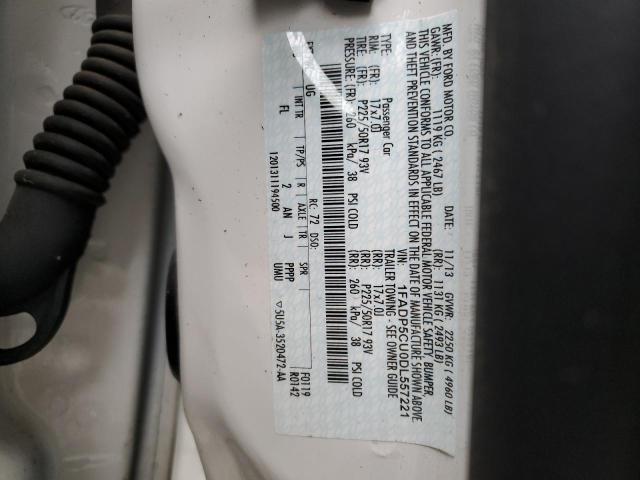 MFD. BY FORD MOTOR CO.
DATE: 11/13 GVWR: 2250 KG ( 4960 LB)
GAWR: (FR): 1119 KG ( 2467 LB) (RR): 1131 KG ( 2493 LB)
THIS VEHICLE CONFORMS TO ALL APPLICABLE FEDERAL MOTOR VEHICLE SAFETY, BUMPER,
AND THEFT PREVENTION STANDARDS IN EFFECT ON THE DATE OF MANUFACTURE SHOWN ABOVE.
VIN: 1FADP5CU0DL557221
TYPE: Passenger Car TRAILER TOWING - SEE OWNER GUIDE
RIM: (FR): 17x7.0J (RR): 17x7.0J
TIRE: (FR): P225/50R17 93V (RR): P225/50R17 93V
PRESSURE: (FR): 260 kPa/ 38 PSI COLD (RR): 260 kPa/ 38 PSI COLD
UG RC: 72 DSO: F0119
R0142
INT TR TP/PS R AXLE TR SPR
FL 2 AN J PPPP
UMU
1201311194500 ▽5U5A-3520472-AA